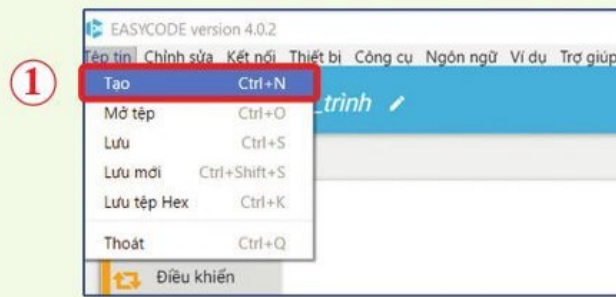 EASYCODE version 4.0.2
Tệp tin Chỉnh sửa Kết nối Thiết bị Công cụ Ngôn ngữ Ví dụ Trợ giúp
1
Tạo Ctrl+N
_trình
Mở tệp Ctrl+O
Lưu Ctrl+S
Lưu mới Ctrl+Shift+S
Lưu tệp Hex Ctrl+K
Thoát Ctrl+Q
Điều khiển